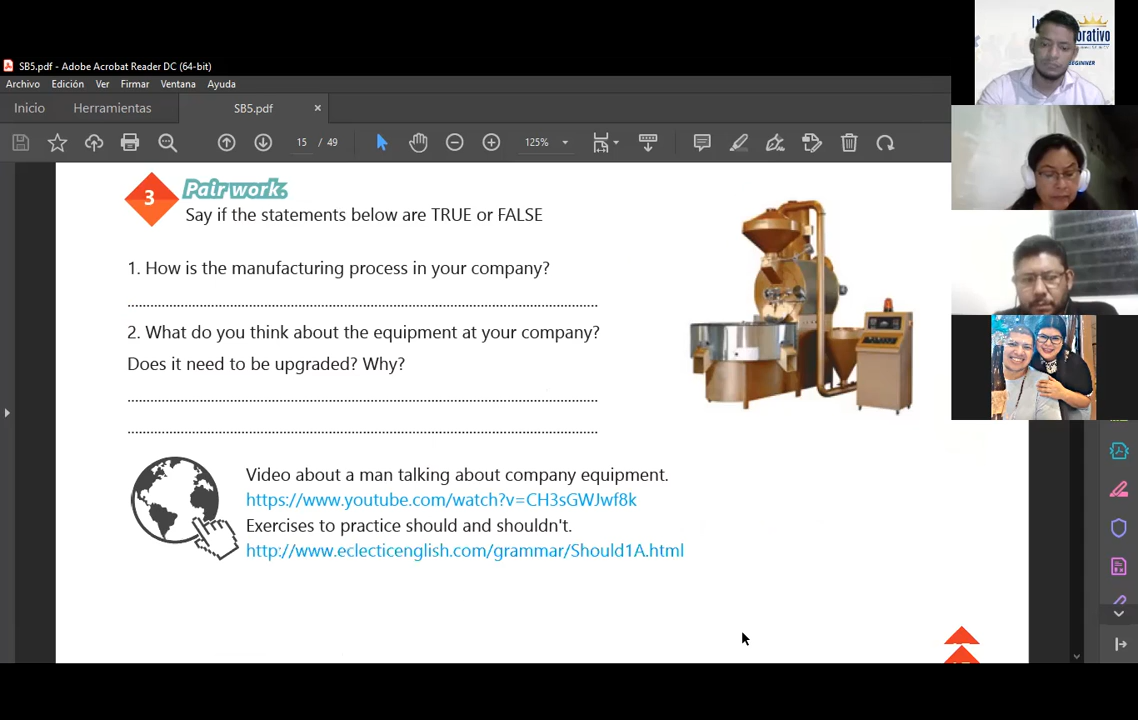 SB5.pdf - Adobe Acrobat Reader DC (64-bit)
Archivo Edición Ver Firmar Ventana Ayuda
Inicio Herramientas SB5.pdf ×
15 / 49 125%
3 Pair work.
Say if the statements below are TRUE or FALSE
1. How is the manufacturing process in your company?
2. What do you think about the equipment at your company?
Does it need to be upgraded? Why?
Video about a man talking about company equipment.
https://www.youtube.com/watch?v=CH3sGWJwf8k
Exercises to practice should and shouldn't.
http://www.eclecticenglish.com/grammar/Should1A.html